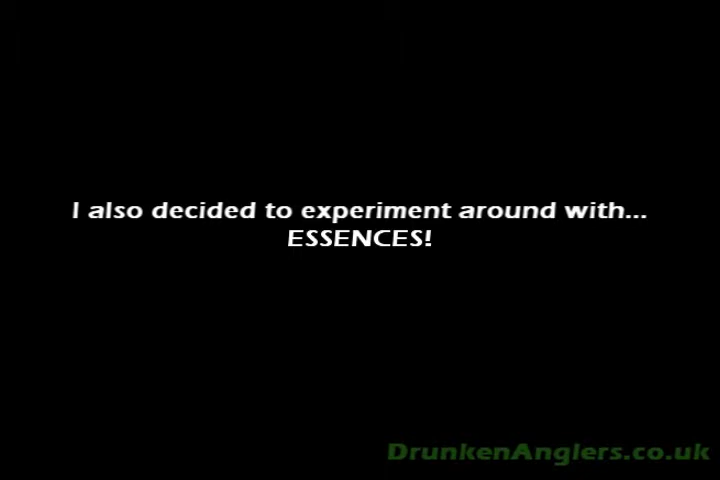 I also decided to experiment around with...
ESSENCES!
DrunkenAnglers.co.uk